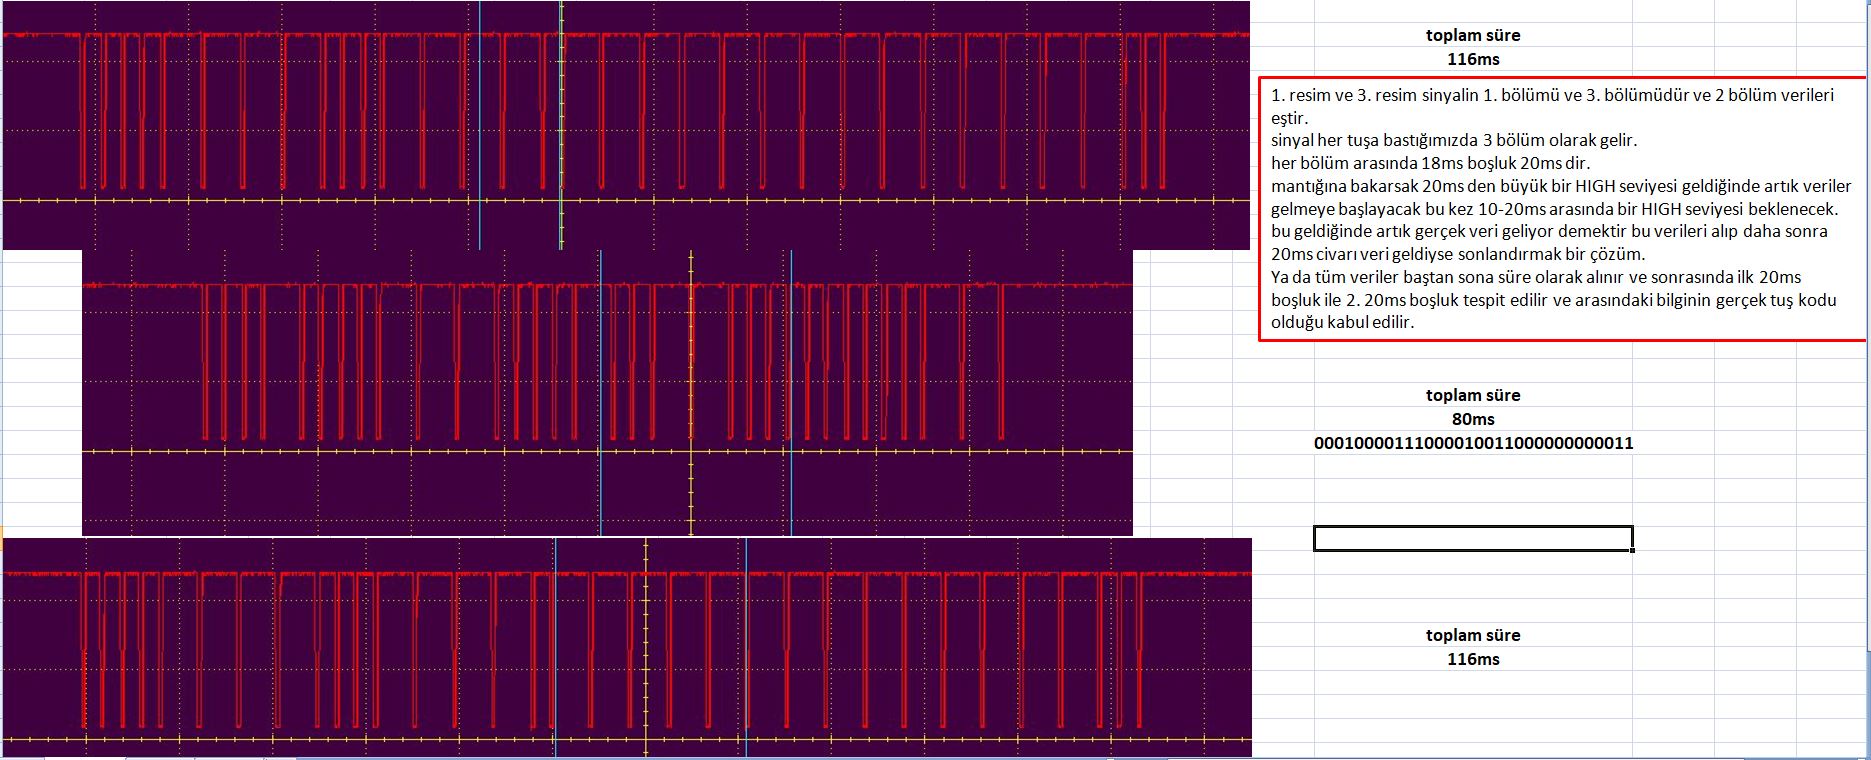 toplam süre
116ms
1. resim ve 3. resim sinyalin 1. bölümü ve 3. bölümüdür ve 2 bölüm verileri
eştir.
sinyal her tuşa bastığımızda 3 bölüm olarak gelir.
her bölüm arasında 18ms boşluk 20ms dir.
mantığına bakarsak 20ms den büyük bir HIGH seviyesi geldiğinde artık veriler
gelmeye başlayacak bu kez 10-20ms arasında bir HIGH seviyesi beklenecek.
bu geldiğinde artık gerçek veri geliyor demektir bu verileri alıp daha sonra
20ms civarı veri geldiyse sonlandırmak bir çözüm.
Ya da tüm veriler baştan sona süre olarak alınır ve sonrasında ilk 20ms
boşluk ile 2. 20ms boşluk tespit edilir ve arasındaki bilginin gerçek tuş kodu
olduğu kabul edilir.
toplam süre
80ms
00010000111000010011000000000011
toplam süre
116ms